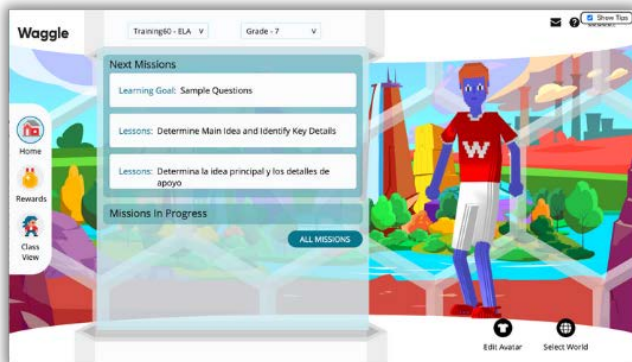 Waggle
Training60 - ELA V
Grade - 7 V
Show Tips
Next Missions
Learning Goal: Sample Questions
Lessons: Determine Main Idea and Identify Key Details
Lessons: Determina la idea principal y los detalles de
apoyo
Missions In Progress
ALL MISSIONS
Home
Rewards
Class
View
W
Edit Avatar
Select World